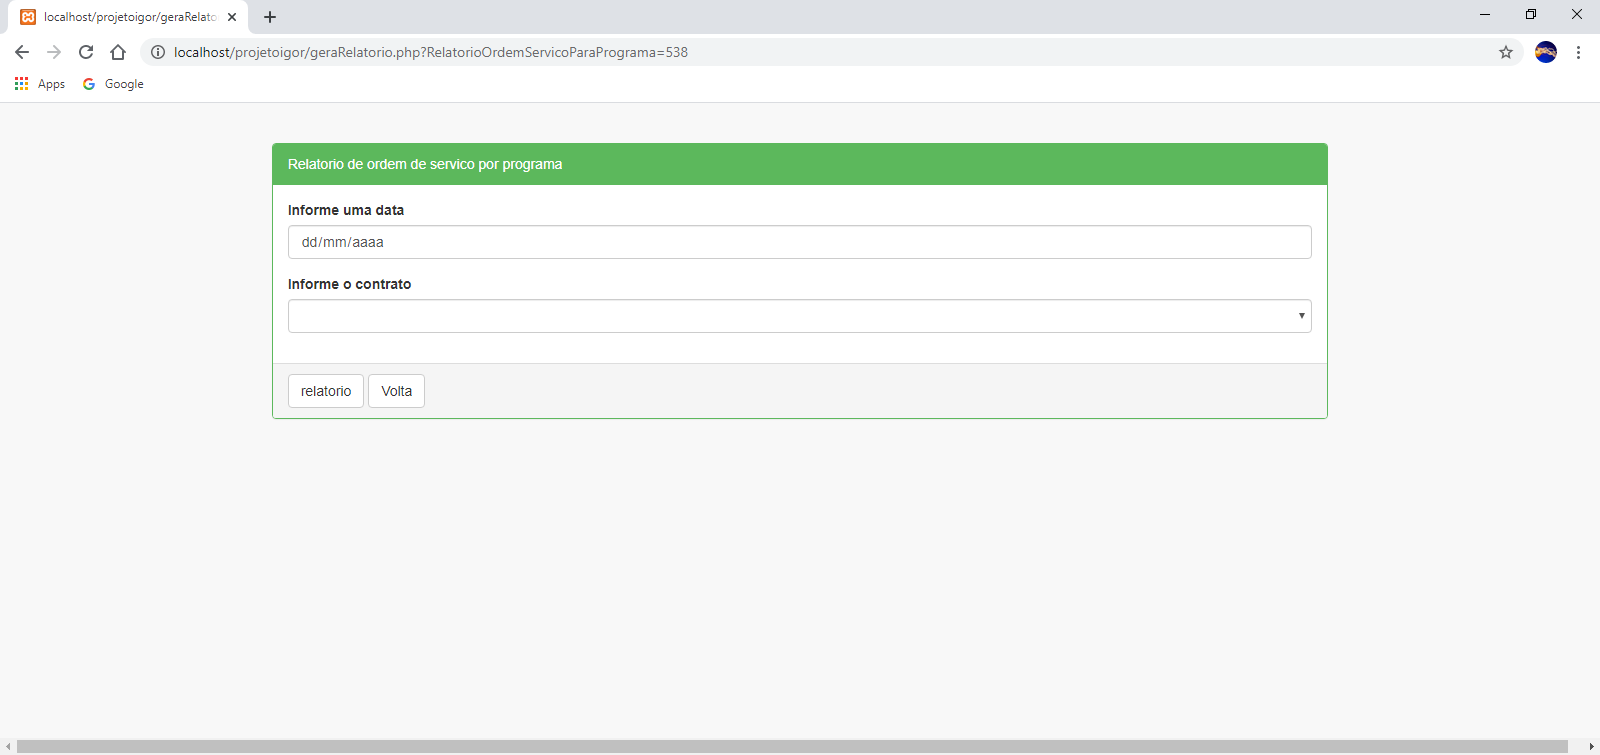 localhost/projetoigor/geraRelato
localhost/projetoigor/geraRelatorio.php?RelatorioOrdemServicoParaPrograma=538
Apps Google
Relatorio de ordem de servico por programa
Informe uma data
dd/mm/aaaa
Informe o contrato
relatorio Volta